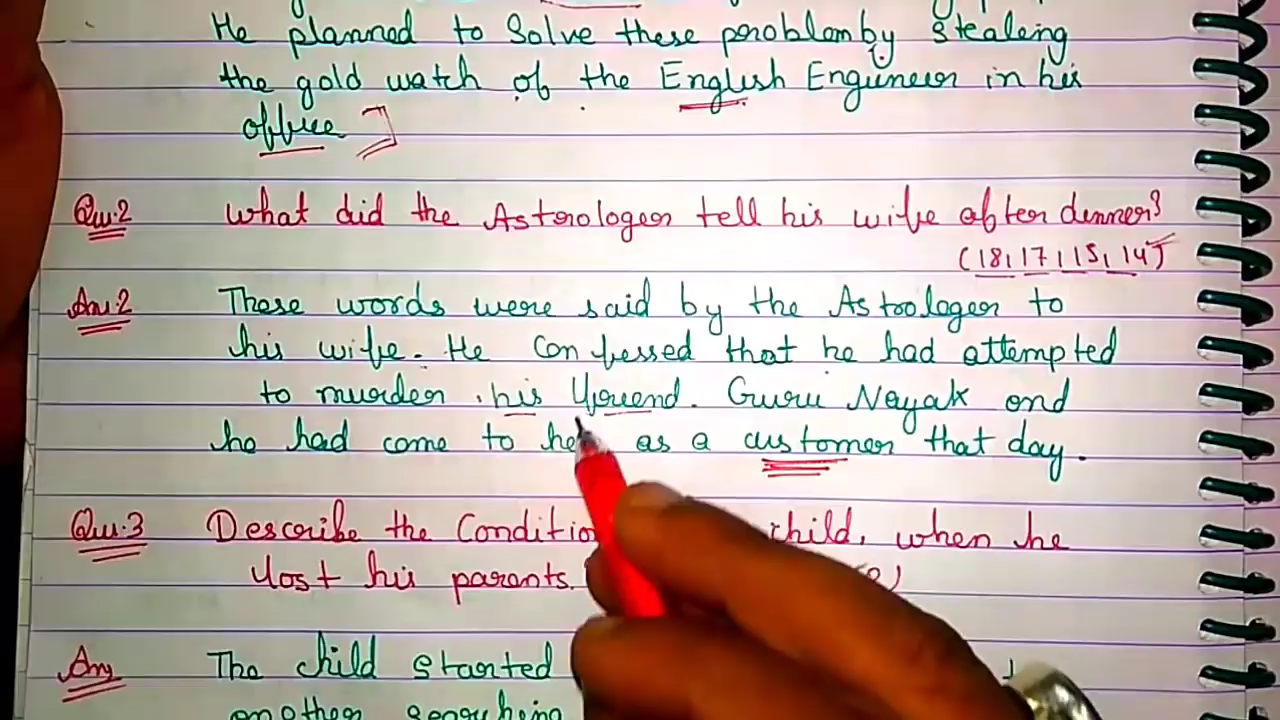 He planned to Solve these problem by stealing
the gold watch of the English Engineer in his
office
Qu.2 What did the Astrologer tell his wife after dinner?
(18, 17, 15, 14)
Ans.2 These words were said by the Astrologer to
his wife. He Confessed that he had attempted
to murder his friend. Guru Nayak and
he had come to as a customer that day.
Qu.3 Describe the child, when he
lost his parents.
Ans The child started
another searching